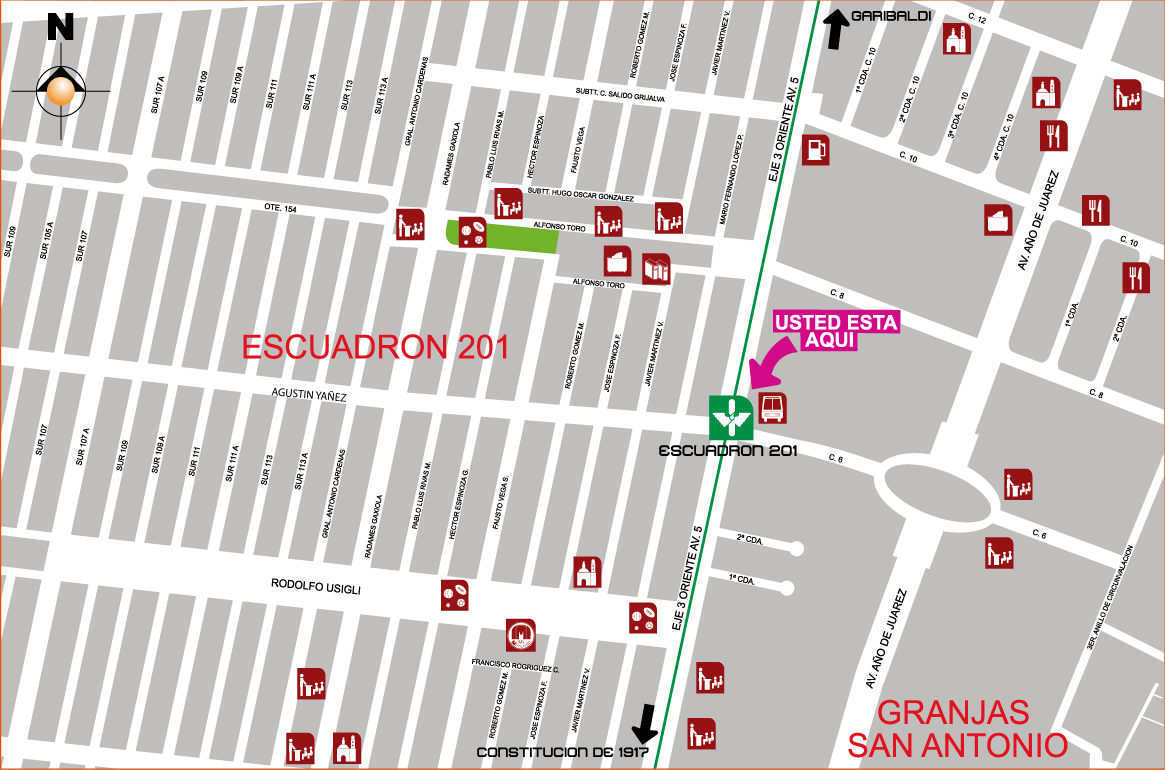 N
GARIBALDI
C. 12
SUR 107 A
SUR 109
SUR 109 A
SUR 111
SUR 111 A
SUR 113
SUR 113 A
GRAL. ANTONIO CARDENAS
RADAMES GAXIOLA
PABLO LUIS RIVAS M.
HECTOR ESPINOZA
FAUSTO VEGA
ROBERTO GOMEZ M.
JOSE ESPINOZA F.
JAVIER MARTINEZ V.
SUBTT. C. SALIDO GRIJALVA
EJE 3 ORIENTE AV. 5
1ª CDA. C. 10
2ª CDA. C. 10
3ª CDA. C. 10
4ª CDA. C. 10
C. 10
MARIO FERNANDO LOPEZ P.
SUBTT. HUGO OSCAR GONZALEZ
OTE. 154
ALFONSO TORO
AV. AÑO DE JUAREZ
C. 10
SUR 109
SUR 105 A
SUR 107
ALFONSO TORO
C. 8
1ª CDA.
2ª CDA.
USTED ESTA
AQUI
ESCUADRON 201
ROBERTO GOMEZ M.
JOSE ESPINOZA F.
JAVIER MARTINEZ V.
AGUSTIN YAÑEZ
C. 8
ESCUADRON 201
C. 6
SUR 107
SUR 107 A
SUR 109
SUR 109 A
SUR 111
SUR 111 A
SUR 113
SUR 113 A
GRAL. ANTONIO CARDENAS
RADAMES GAXIOLA
PABLO LUIS RIVAS M.
HECTOR ESPINOZA G.
FAUSTO VEGA S.
C. 6
2ª CDA.
1ª CDA.
EJE 3 ORIENTE AV. 5
3ER. ANILLO DE CIRCUNVALACION
RODOLFO USIGLI
AV. AÑO DE JUAREZ
FRANCISCO ROGRIGUEZ C.
ROBERTO GOMEZ M.
JOSE ESPINOZA F.
JAVIER MARTINEZ V.
GRANJAS
SAN ANTONIO
CONSTITUCION DE 1917